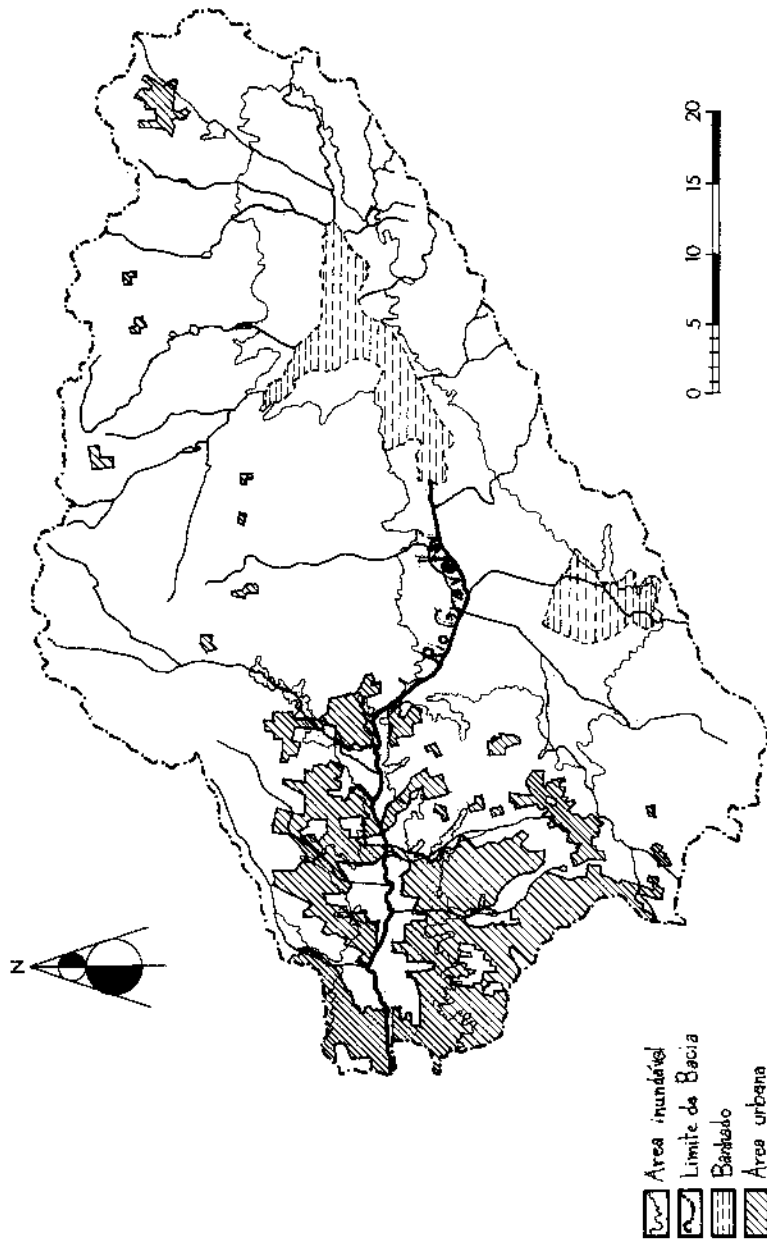 N
Rio Gravataí
0 5 10 15 20
Área inundável
Limite da Bacia
Banhado
Área urbana